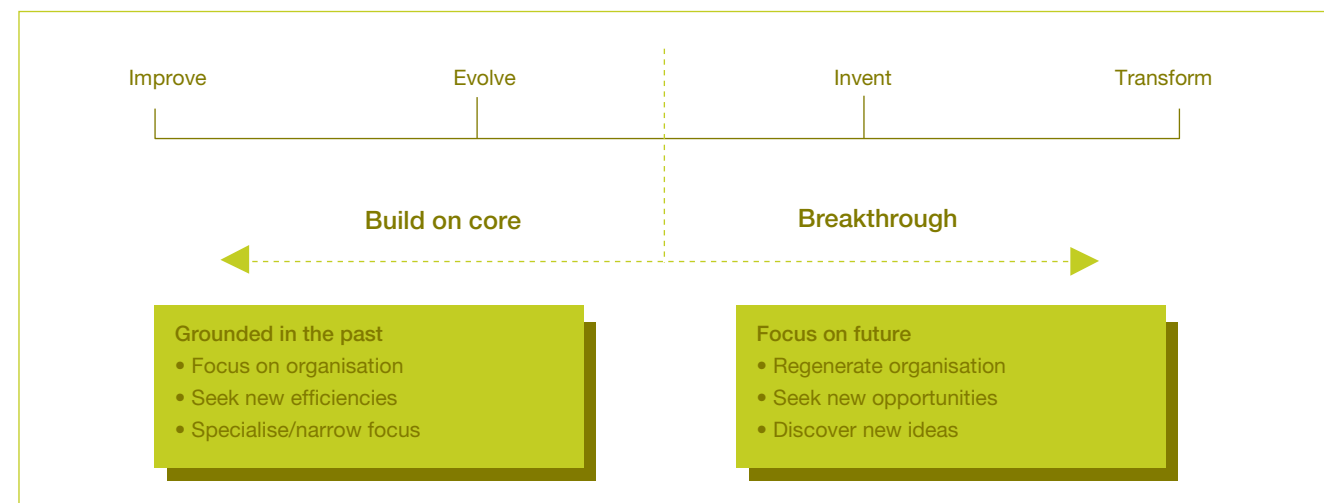 Improve
Evolve
Invent
Transform
Build on core
Breakthrough
Grounded in the past
• Focus on organisation
• Seek new efficiencies
• Specialise/narrow focus
Focus on future
• Regenerate organisation
• Seek new opportunities
• Discover new ideas